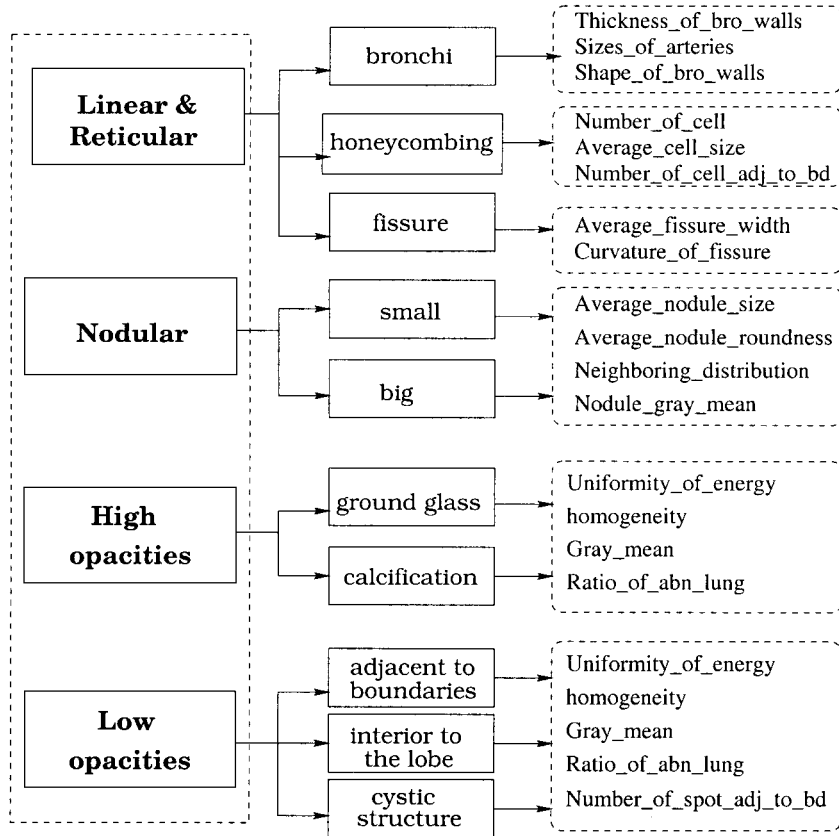 Linear &
Reticular
bronchi
Thickness_of_bro_walls
Sizes_of_arteries
Shape_of_bro_walls
honeycombing
Number_of_cell
Average_cell_size
Number_of_cell_adj_to_bd
fissure
Average_fissure_width
Curvature_of_fissure
Nodular
small
big
Average_nodule_size
Average_nodule_roundness
Neighboring_distribution
Nodule_gray_mean
High
opacities
ground glass
calcification
Uniformity_of_energy
homogeneity
Gray_mean
Ratio_of_abn_lung
Low
opacities
adjacent to
boundaries
interior to
the lobe
cystic
structure
Uniformity_of_energy
homogeneity
Gray_mean
Ratio_of_abn_lung
Number_of_spot_adj_to_bd